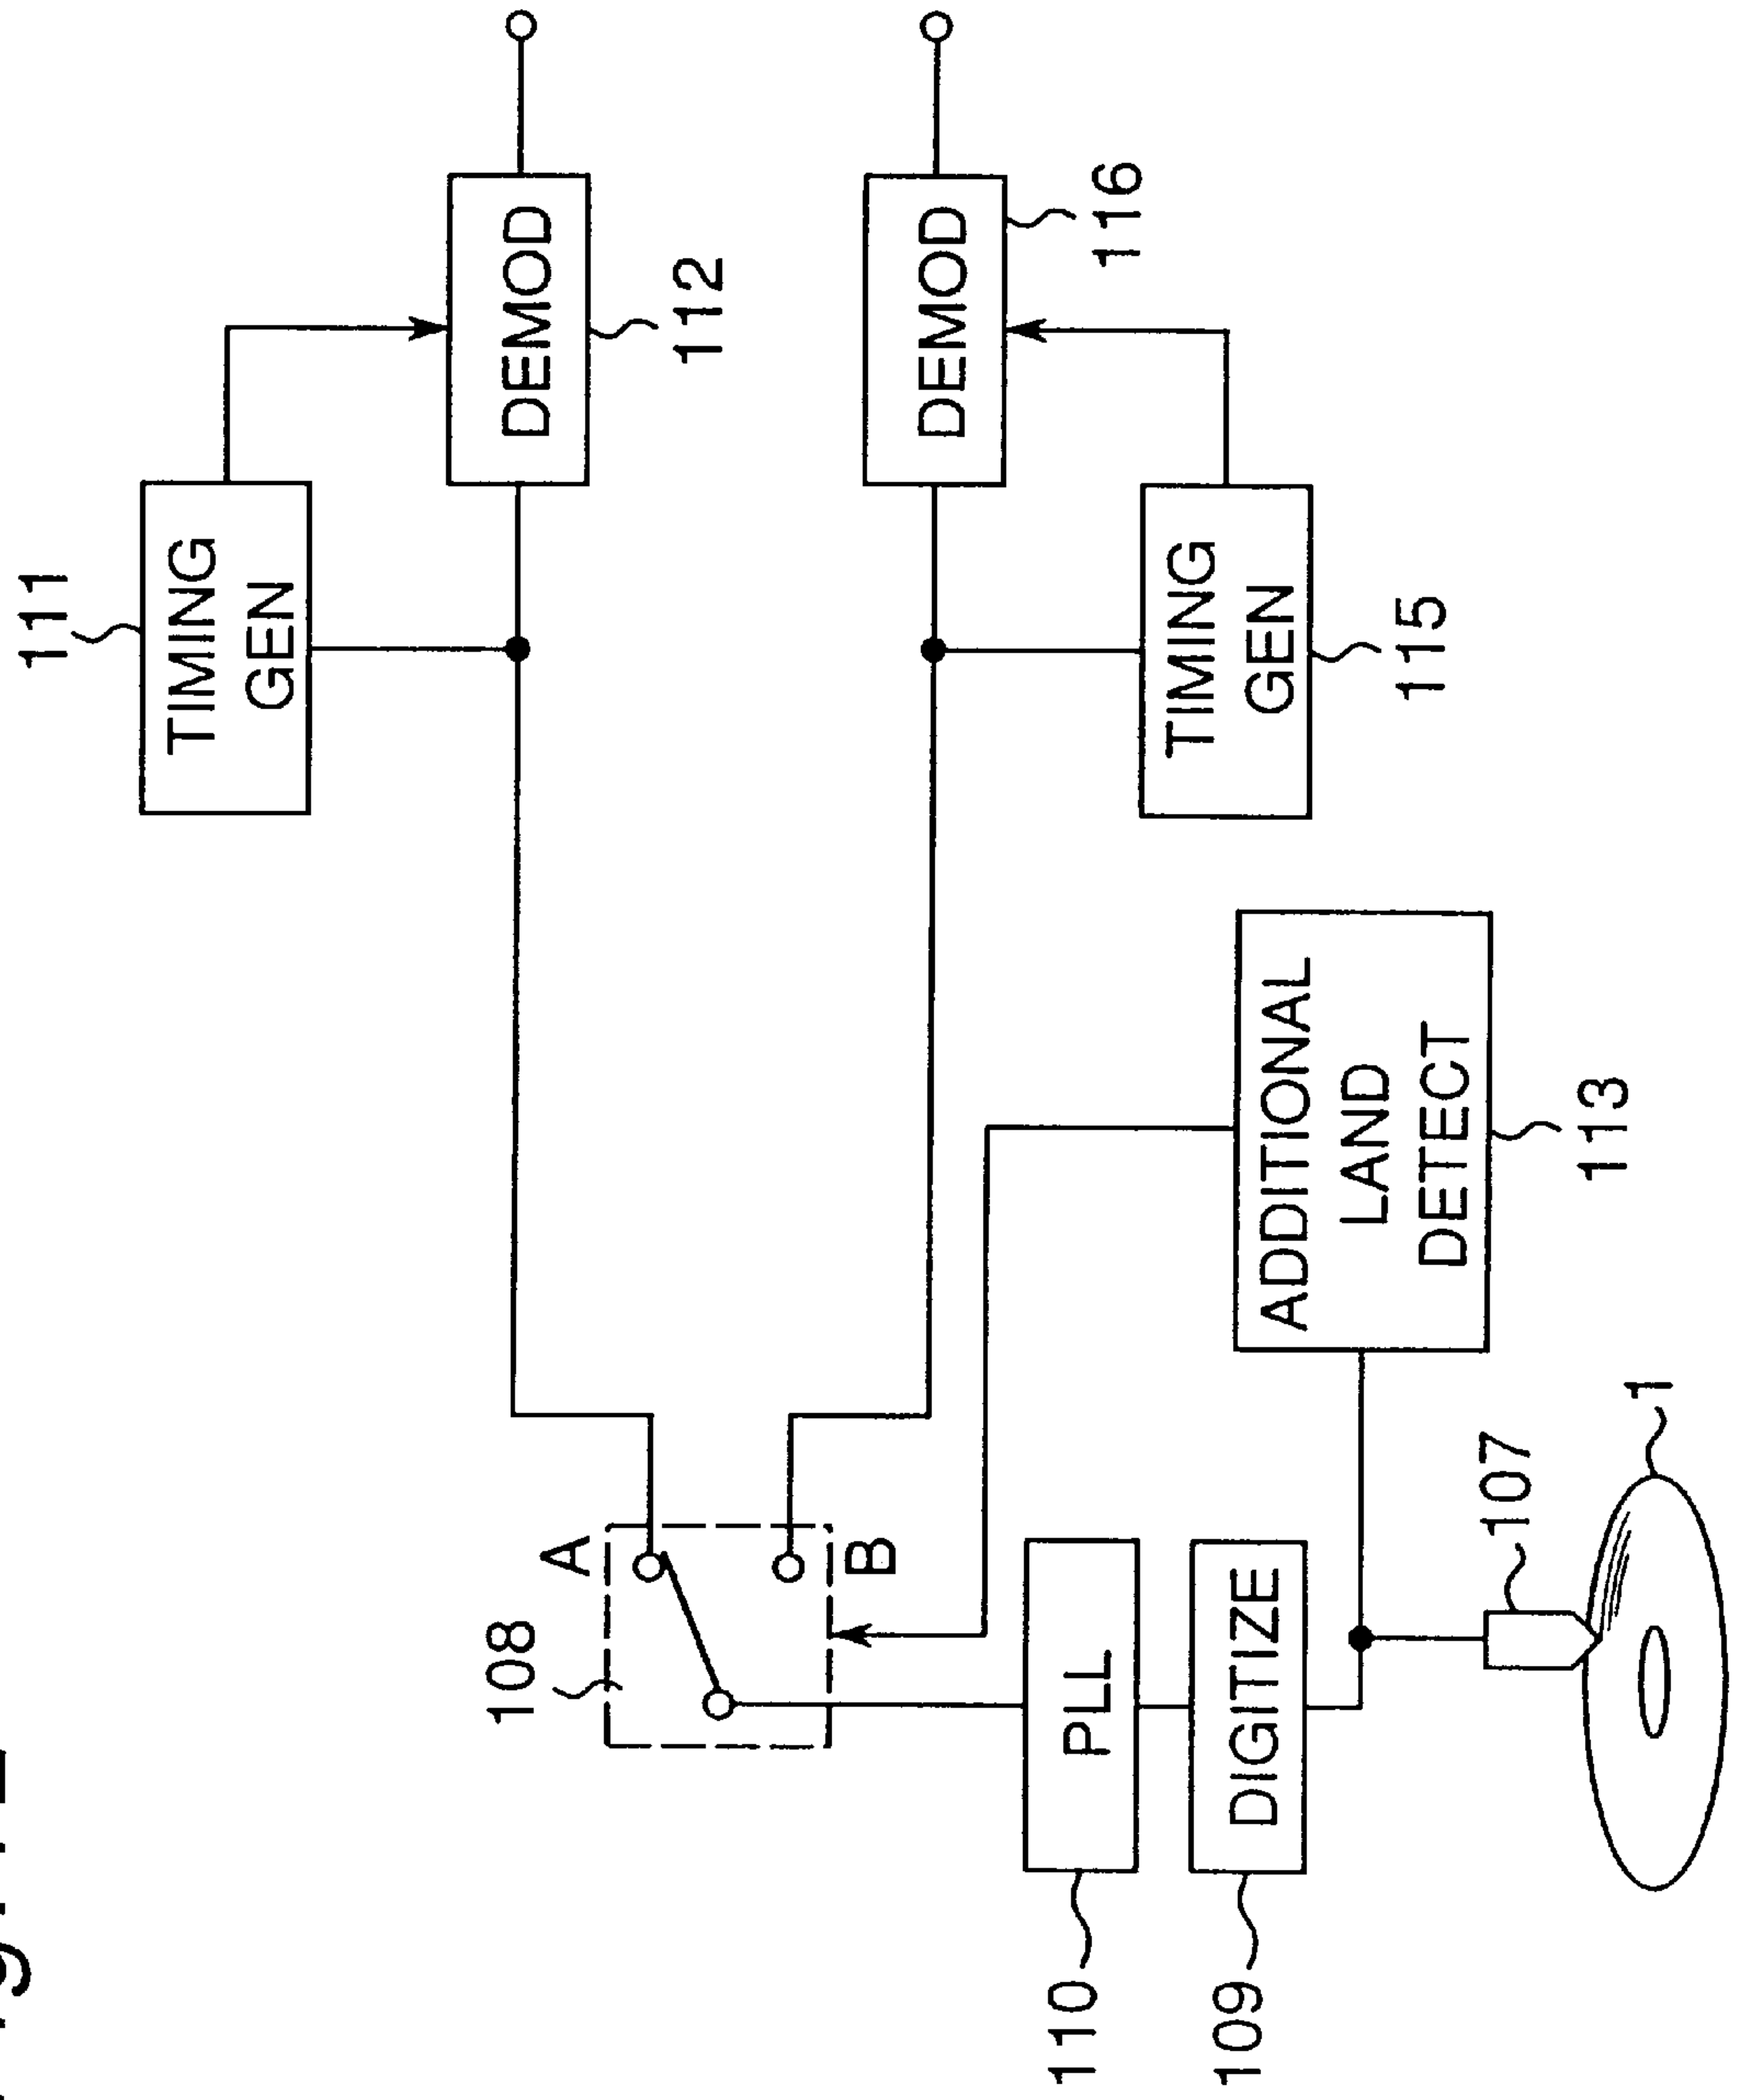 111
TIMING
GEN
DEMOD
112
DEMOD
116
TIMING
GEN
115
A
B
108
ADDITIONAL
LAND
DETECT
113
PLL
110
DIGITIZE
109
107
1